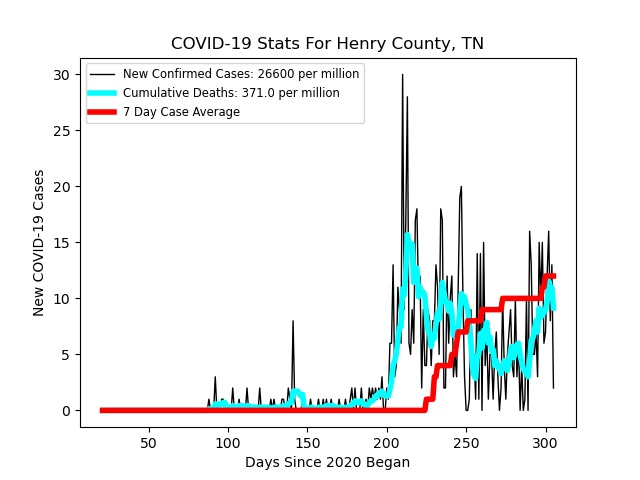 COVID-19 Stats For Henry County, TN
New Confirmed Cases: 26600 per million
Cumulative Deaths: 371.0 per million
7 Day Case Average
New COVID-19 Cases
30
25
20
15
10
5
0
50 100 150 200 250 300
Days Since 2020 Began